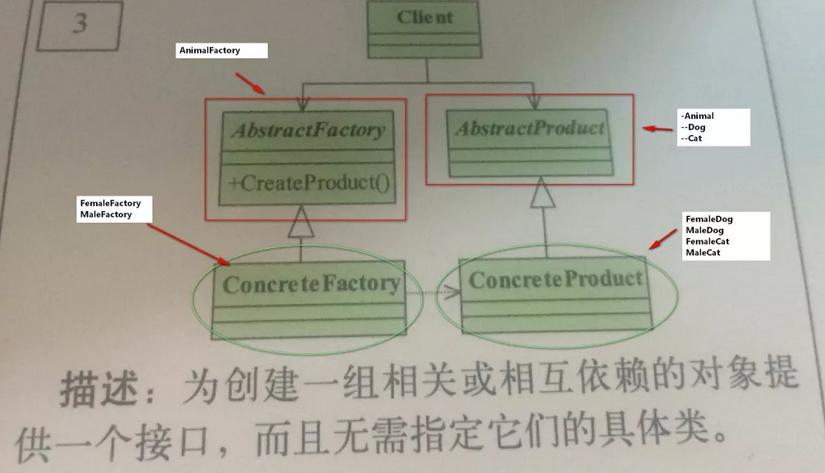 3
Client
AnimalFactory
AbstractFactory
+CreateProduct()
AbstractProduct
-Animal
--Dog
--Cat
FemaleFactory
MaleFactory
FemaleDog
MaleDog
FemaleCat
MaleCat
ConcreteFactory
ConcreteProduct
描述：为创建一组相关或相互依赖的对象提
供一个接口，而且无需指定它们的具体类。